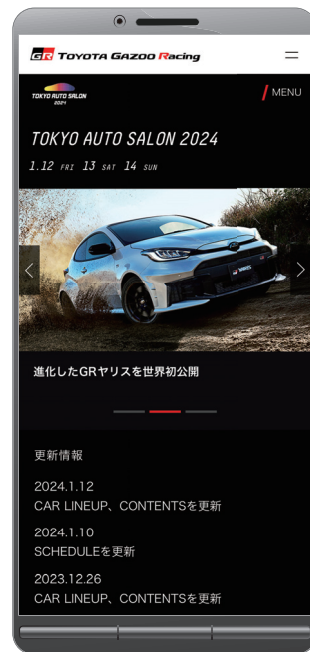 GR TOYOTA GAZOO Racing
TOKYO AUTO SALON
2024
MENU
TOKYO AUTO SALON 2024
1.12 FRI 13 SAT 14 SUN
進化したGRヤリスを世界初公開
更新情報
2024.1.12
CAR LINEUP、CONTENTSを更新
2024.1.10
SCHEDULEを更新
2023.12.26
CAR LINEUP、CONTENTSを更新